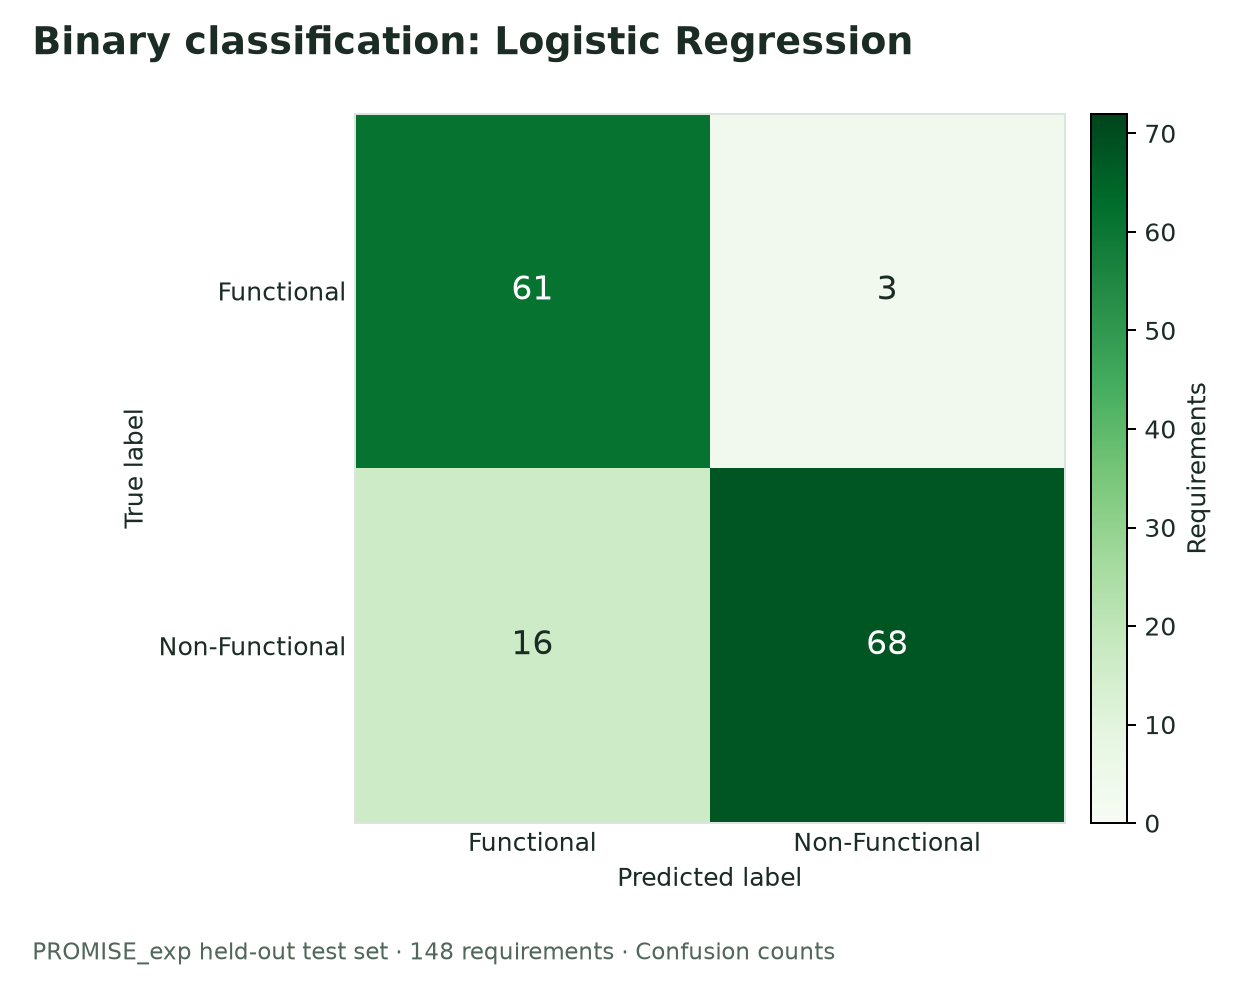 Binary classification: Logistic Regression
70
60
50
40
30
20
10
0
Requirements
True label
Functional
61
3
Non-Functional
16
68
Functional
Non-Functional
Predicted label
PROMISE_exp held-out test set · 148 requirements · Confusion counts